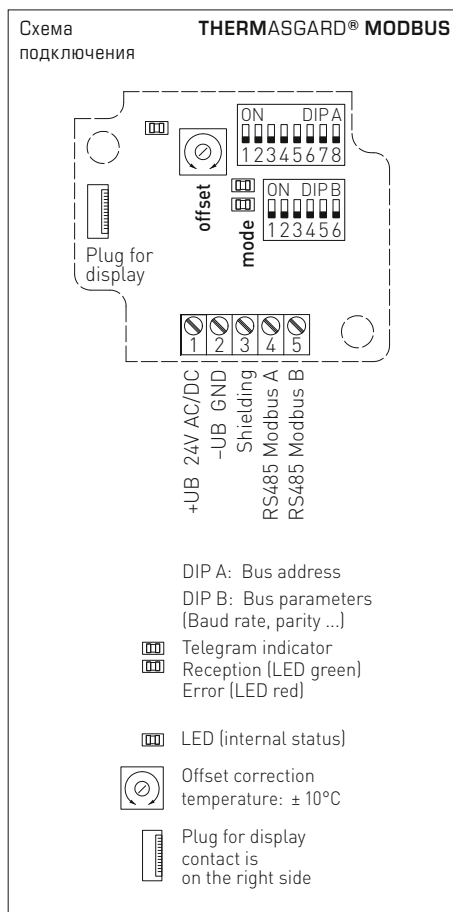 Схема
подключения
THERMASGARD® MODBUS
ON DIP A
1 2 3 4 5 6 7 8
offset
ON DIP B
1 2 3 4 5 6
mode
Plug for
display
1 2 3 4 5
+UB 24V AC/DC
–UB GND
Shielding
RS485 Modbus A
RS485 Modbus B
DIP A: Bus address
DIP B: Bus parameters
(Baud rate, parity ...)
Telegram indicator
Reception (LED green)
Error (LED red)
LED (internal status)
Offset correction
temperature: ± 10°C
Plug for display
contact is
on the right side